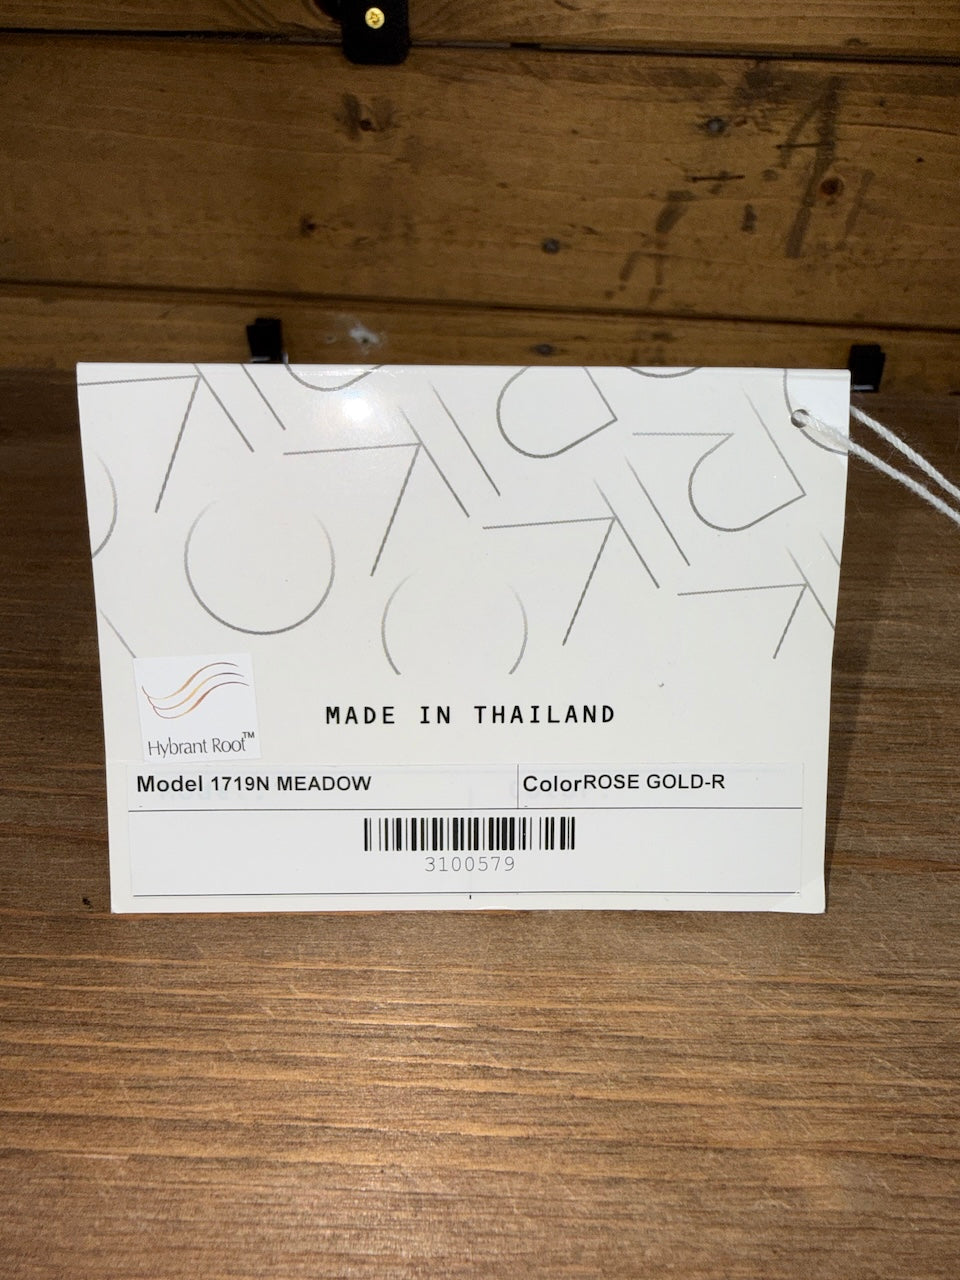 MADE IN THAILAND
Hybrant Root™
Model 1719N MEADOW
ColorROSE GOLD-R
3100579